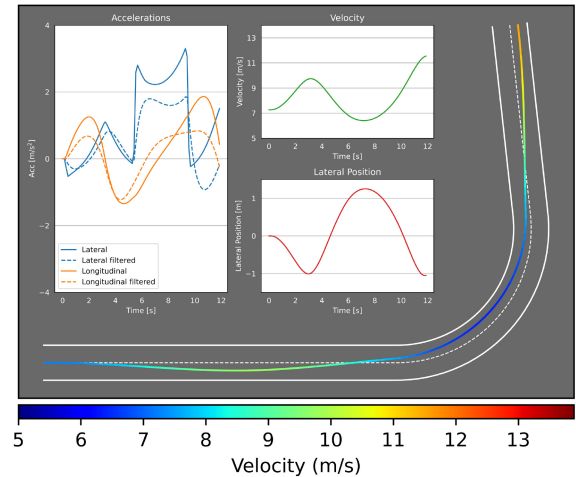 Accelerations
4
2
0
−2
−4
Acc [m/s²]
0 2 4 6 8 10 12
Time [s]
Lateral
Lateral filtered
Longitudinal
Longitudinal filtered
Velocity
13
11
9
7
5
Velocity [m/s]
0 2 4 6 8 10 12
Time [s]
Lateral Position
1
0
−1
Lateral Position [m]
0 2 4 6 8 10 12
Time [s]
5 6 7 8 9 10 11 12 13
Velocity (m/s)